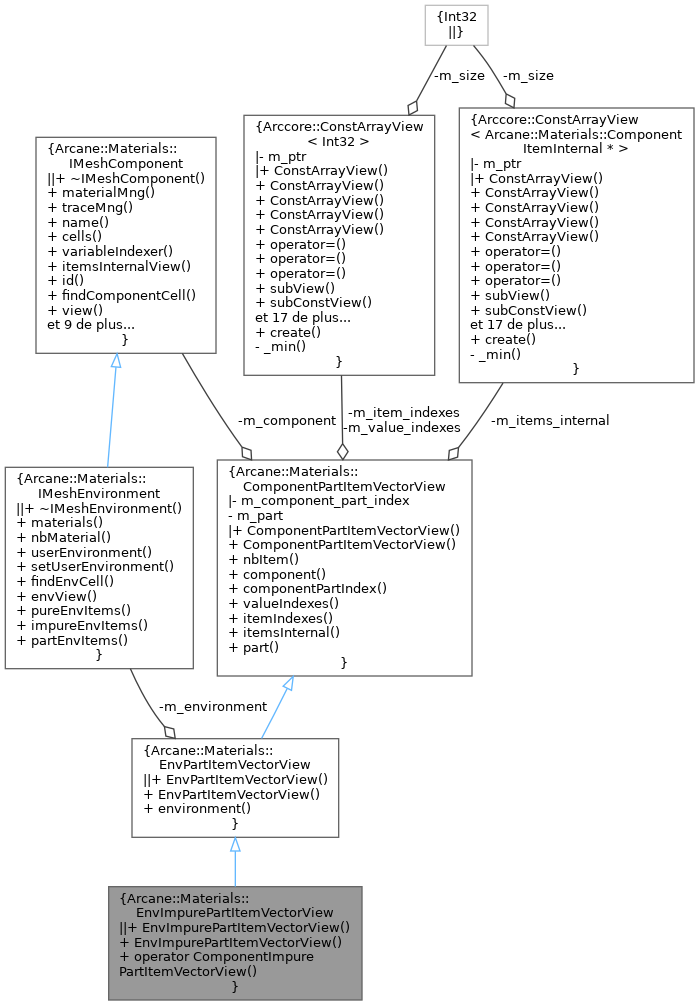 {Int32
||}
-m_size
-m_size
{Arcane::Materials::
IMeshComponent
||+ ~IMeshComponent()
+ materialMng()
+ traceMng()
+ name()
+ cells()
+ variableIndexer()
+ itemsInternalView()
+ id()
+ findComponentCell()
+ view()
et 9 de plus...
}
{Arccore::ConstArrayView
< Int32 >
|- m_ptr
|+ ConstArrayView()
+ ConstArrayView()
+ ConstArrayView()
+ ConstArrayView()
+ ConstArrayView()
+ operator=()
+ operator=()
+ operator=()
+ subView()
+ subConstView()
et 17 de plus...
+ create()
- _min()
}
{Arccore::ConstArrayView
< Arcane::Materials::Component
ItemInternal * >
|- m_ptr
|+ ConstArrayView()
+ ConstArrayView()
+ ConstArrayView()
+ ConstArrayView()
+ ConstArrayView()
+ operator=()
+ operator=()
+ operator=()
+ subView()
+ subConstView()
et 17 de plus...
+ create()
- _min()
}
-m_component
-m_item_indexes
-m_value_indexes
-m_items_internal
{Arcane::Materials::
IMeshEnvironment
||+ ~IMeshEnvironment()
+ materials()
+ nbMaterial()
+ userEnvironment()
+ setUserEnvironment()
+ findEnvCell()
+ envView()
+ pureEnvItems()
+ impureEnvItems()
+ partEnvItems()
}
{Arcane::Materials::
ComponentPartItemVectorView
|- m_component_part_index
- m_part
|+ ComponentPartItemVectorView()
+ ComponentPartItemVectorView()
+ nbItem()
+ component()
+ componentPartIndex()
+ valueIndexes()
+ itemIndexes()
+ itemsInternal()
+ part()
}
-m_environment
{Arcane::Materials::
EnvPartItemVectorView
||+ EnvPartItemVectorView()
+ EnvPartItemVectorView()
+ environment()
}
{Arcane::Materials::
EnvImpurePartItemVectorView
||+ EnvImpurePartItemVectorView()
+ EnvImpurePartItemVectorView()
+ operator ComponentImpure
PartItemVectorView()
}